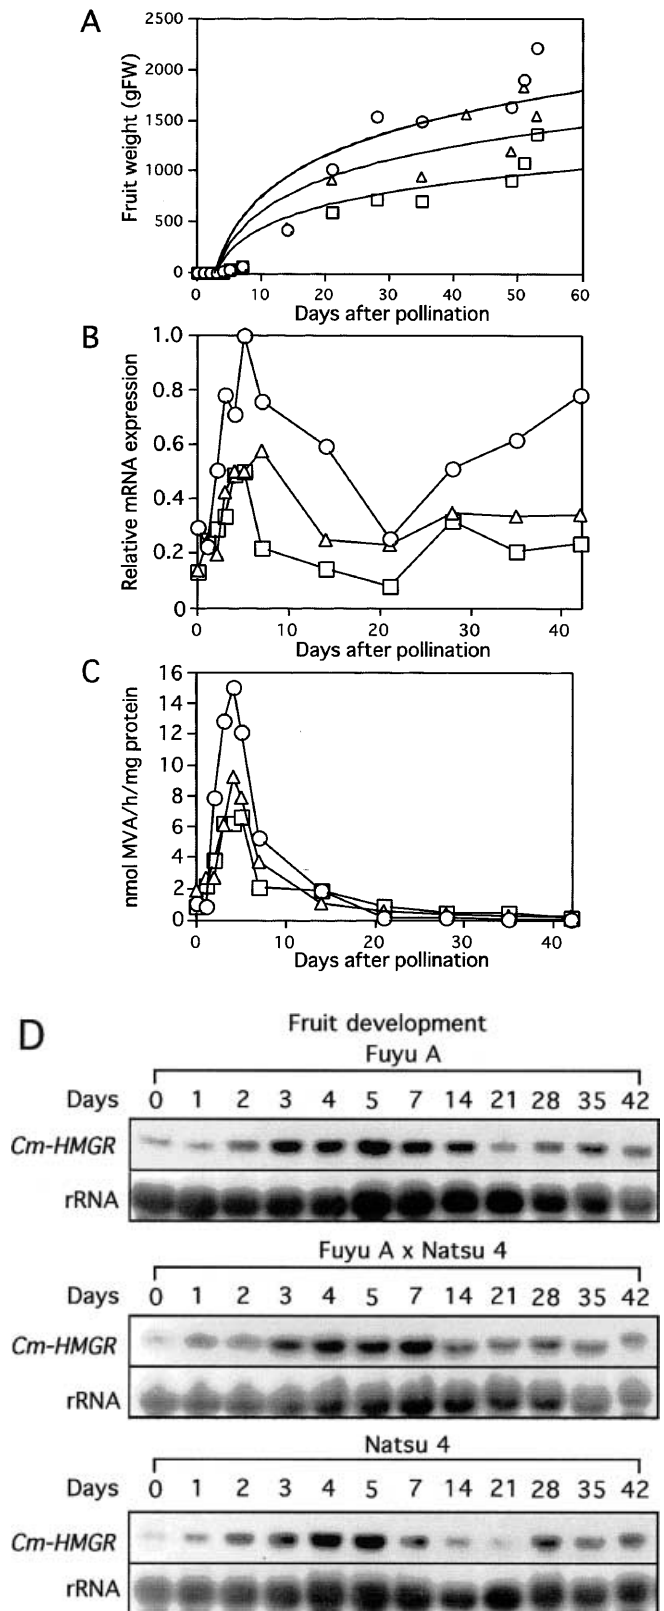 A
2500
2000
1500
1000
500
0
Fruit weight (gFW)
0 10 20 30 40 50 60
Days after pollination
B
1.0
0.8
0.6
0.4
0.2
0
Relative mRNA expression
0 10 20 30 40
Days after pollination
C
16
14
12
10
8
6
4
2
0
nmol MVA/h/mg protein
0 10 20 30 40
Days after pollination
D
Fruit development
Fuyu A
Days 0 1 2 3 4 5 7 14 21 28 35 42
Cm-HMGR
rRNA
Fuyu A x Natsu 4
Days 0 1 2 3 4 5 7 14 21 28 35 42
Cm-HMGR
rRNA
Natsu 4
Days 0 1 2 3 4 5 7 14 21 28 35 42
Cm-HMGR
rRNA